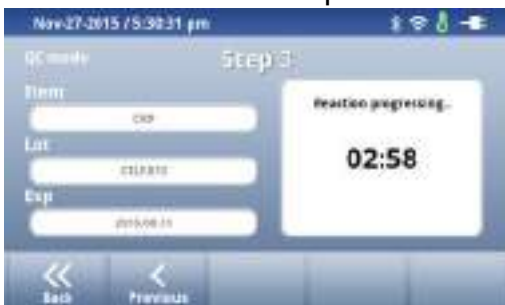 Nov-27-2015 / 5:30:31 pm
QC mode
Step 3
Item
CRP
Reaction progressing..
Lot
02:58
Exp
Back
Previous